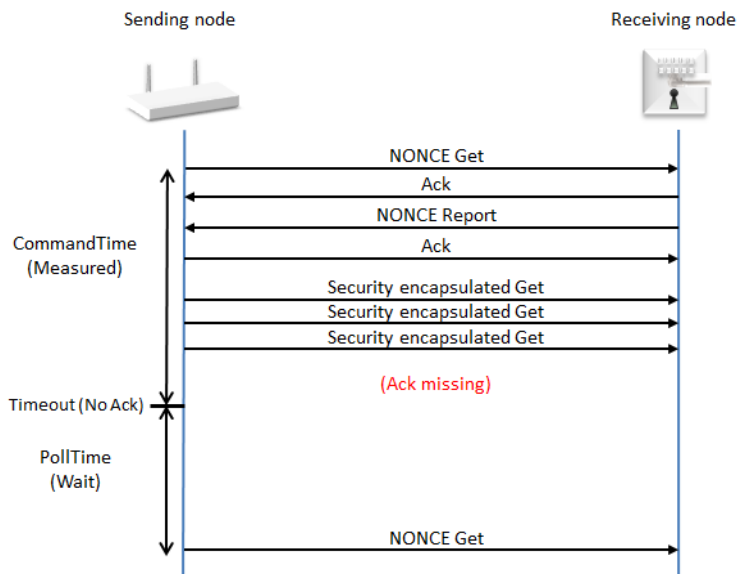 Sending node
Receiving node
NONCE Get
Ack
NONCE Report
CommandTime
(Measured)
Ack
Security encapsulated Get
Security encapsulated Get
Security encapsulated Get
(Ack missing)
Timeout (No Ack)
PollTime
(Wait)
NONCE Get